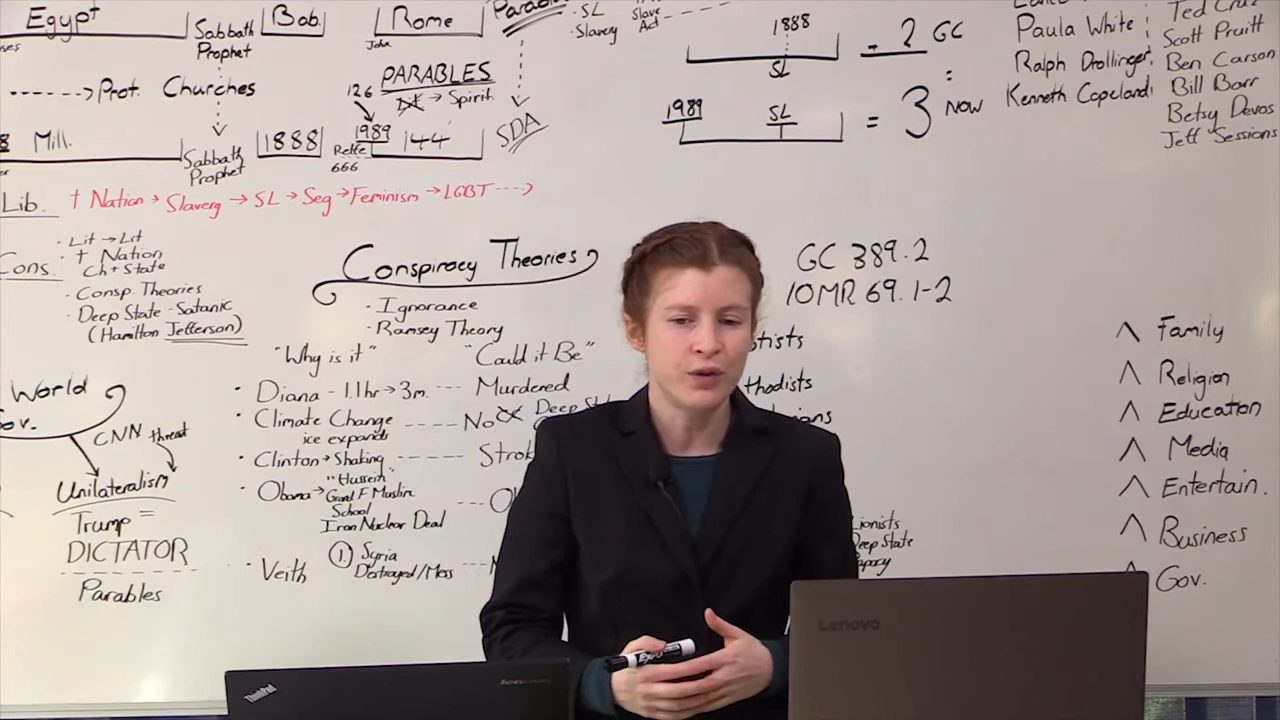 Egypt
Sabbath
Prophet
Bob.
Rome
John
SL
Slavery
Slave
Act
Prot. Churches
126
PARABLES
→ Spirit.
Mill.
Sabbath
Prophet
1888
1989
666
144
SDA
1888
SL
- 2 GC
:
1989
SL
= 3 NOW
Paula White
Ralph Drollinger
Kenneth Copeland
Ted Cruz
Scott Pruitt
Ben Carson
Bill Barr
Betsy Devos
Jeff Sessions
Lib.
† Nation → Slavery → SL → Seg → Feminism → LGBT
Cons.
· Lit → Lit
† Nation
Ch + State
· Consp. Theories
· Deep State - Satanic
(Hamilton Jefferson)
Conspiracy Theories
· Ignorance
· Ramsey Theory
"Why is it" "Could it Be"
· Diana - 1.1hr → 3m. --- Murdered
· Climate Change ---- No Deep
ice expands
· Clinton → Shaking -----
· Obama → "Hussein"
Grand F Muslim
School
Iron Nuclear Deal
· Veith ① Syria
Destroyed/Mess
World
Gov.
CNN threat
Unilateralism
Trump =
DICTATOR
Parables
GC 389.2
10MR 69.1-2
^ Family
^ Religion
^ Education
^ Media
^ Entertain.
^ Business
^ Gov.
EXPO
ThinkPad
Lenovo